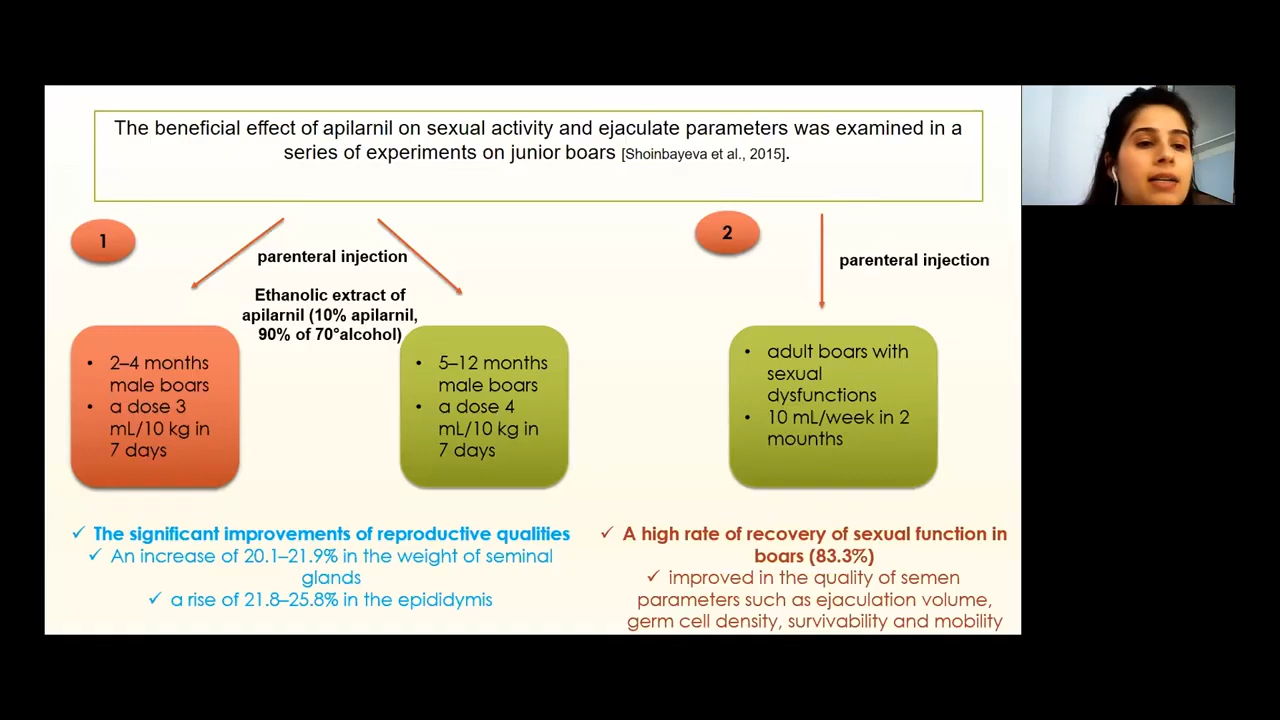 The beneficial effect of apilarnil on sexual activity and ejaculate parameters was examined in a
series of experiments on junior boars [Shoinbayeva et al., 2015].
1
parenteral injection
Ethanolic extract of
apilarnil (10% apilarnil,
90% of 70°alcohol)
• 2–4 months
male boars
• a dose 3
mL/10 kg in
7 days
• 5–12 months
male boars
• a dose 4
mL/10 kg in
7 days
✓ The significant improvements of reproductive qualities
✓ An increase of 20.1–21.9% in the weight of seminal
glands
✓ a rise of 21.8–25.8% in the epididymis
2
parenteral injection
• adult boars with
sexual
dysfunctions
• 10 mL/week in 2
mounths
✓ A high rate of recovery of sexual function in
boars (83.3%)
✓ improved in the quality of semen
parameters such as ejaculation volume,
germ cell density, survivability and mobility